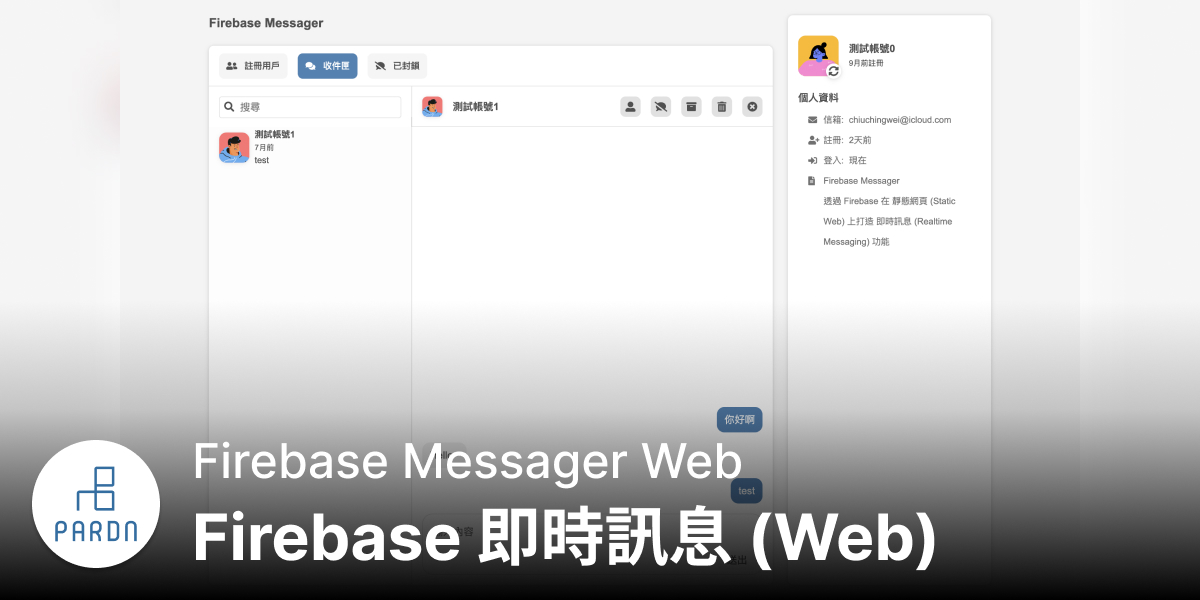 Firebase Messager
註冊用戶
收件匣
已封鎖
搜尋
測試帳號1
7月前
test
測試帳號1
你好啊
test
測試帳號0
9月前註冊
個人資料
信箱: chiuchingwei@icloud.com
註冊: 2天前
登入: 現在
Firebase Messager
透過 Firebase 在 靜態網頁 (Static
Web) 上打造 即時訊息 (Realtime
Messaging) 功能
PARDN
Firebase Messager Web
Firebase 即時訊息 (Web)